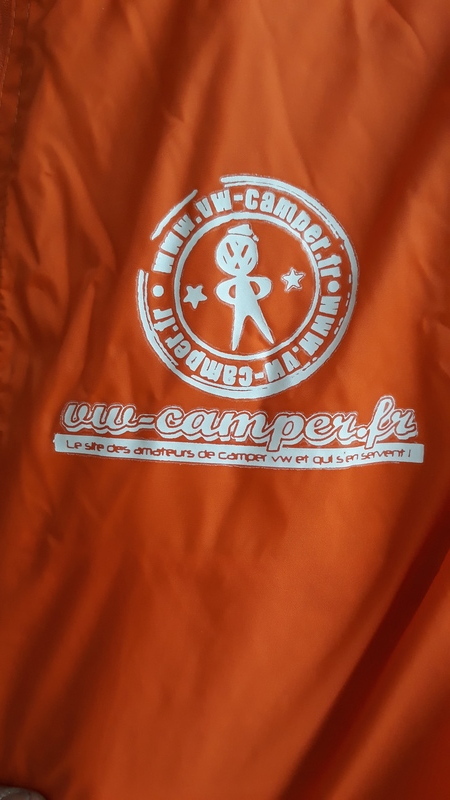 www.vw-camper.fr • www.vw-camper.fr •
vw-camper.fr
Le site des amateurs de camper vw et qui s'en servent !